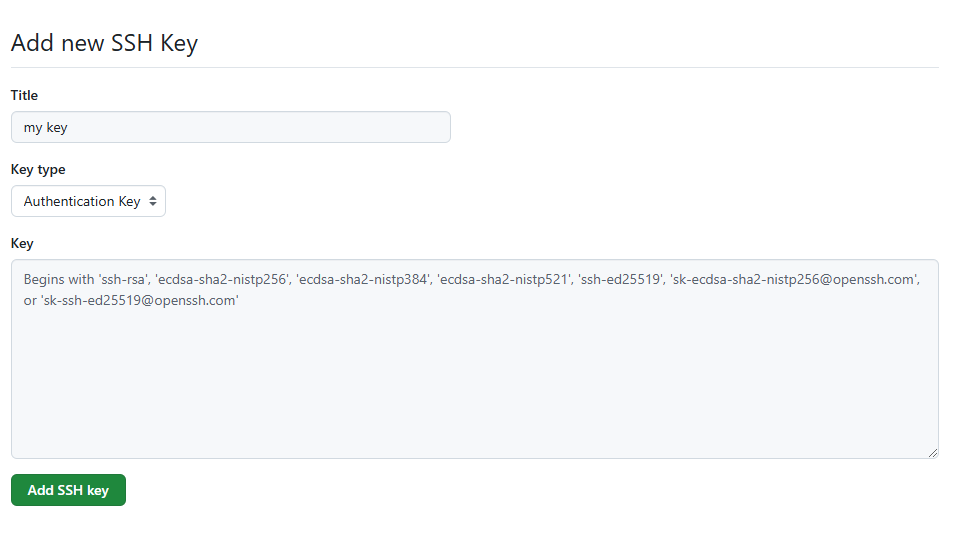 Add new SSH Key
Title
my key
Key type
Authentication Key
Key
Begins with 'ssh-rsa', 'ecdsa-sha2-nistp256', 'ecdsa-sha2-nistp384', 'ecdsa-sha2-nistp521', 'ssh-ed25519', 'sk-ecdsa-sha2-nistp256@openssh.com',
or 'sk-ssh-ed25519@openssh.com'
Add SSH key